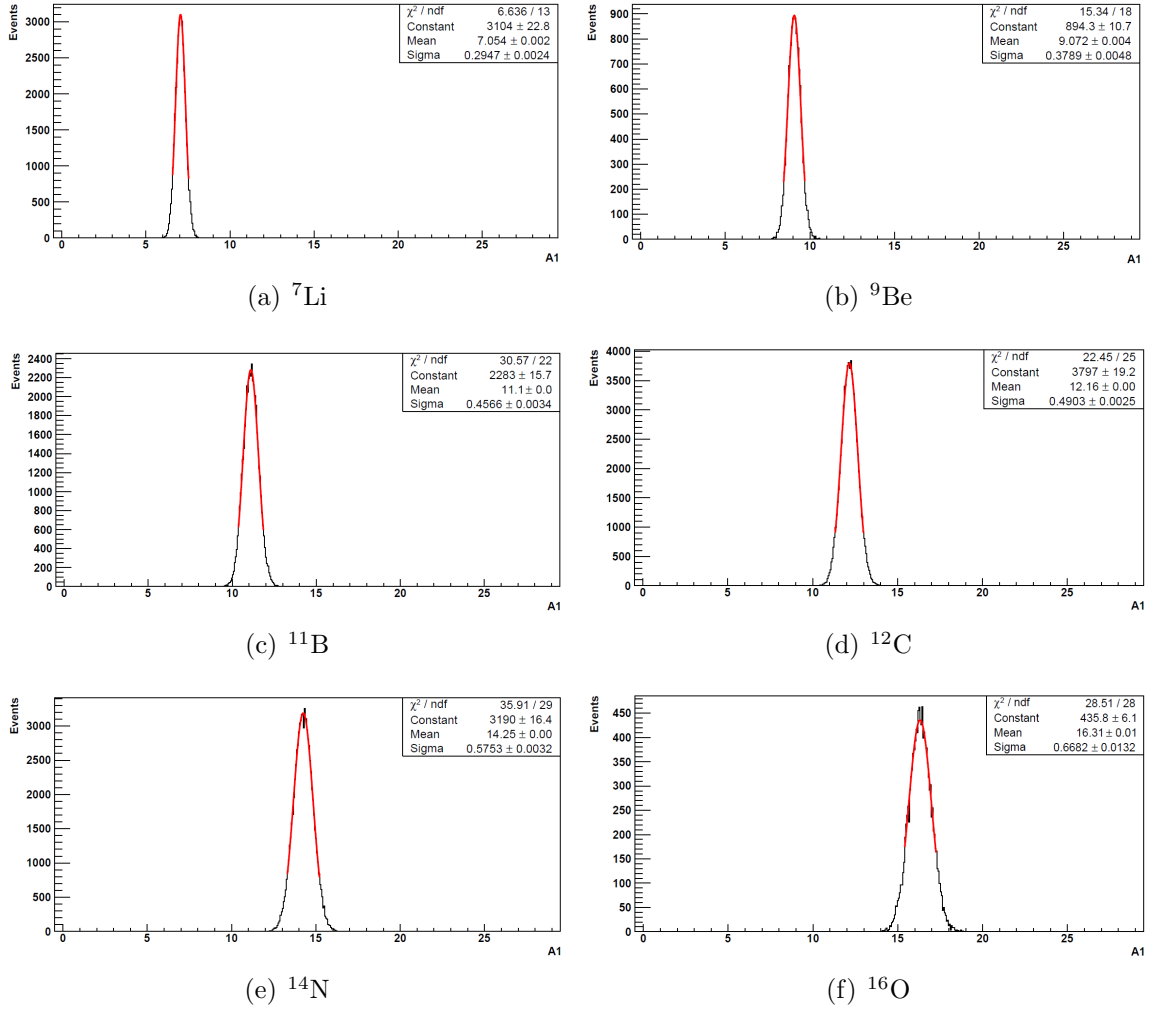 Events
3000
2500
2000
1500
1000
500
0
0 5 10 15 20 25
A1
χ² / ndf 6.636 / 13
Constant 3104 ± 22.8
Mean 7.054 ± 0.002
Sigma 0.2947 ± 0.0024
(a) ⁷Li
Events
900
800
700
600
500
400
300
200
100
0
0 5 10 15 20 25
A1
χ² / ndf 15.34 / 18
Constant 894.3 ± 10.7
Mean 9.072 ± 0.004
Sigma 0.3789 ± 0.0048
(b) ⁹Be
Events
2400
2200
2000
1800
1600
1400
1200
1000
800
600
400
200
0
0 5 10 15 20 25
A1
χ² / ndf 30.57 / 22
Constant 2283 ± 15.7
Mean 11.1 ± 0.0
Sigma 0.4566 ± 0.0034
(c) ¹¹B
Events
4000
3500
3000
2500
2000
1500
1000
500
0
0 5 10 15 20 25
A1
χ² / ndf 22.45 / 25
Constant 3797 ± 19.2
Mean 12.16 ± 0.00
Sigma 0.4903 ± 0.0025
(d) ¹²C
Events
3000
2500
2000
1500
1000
500
0
0 5 10 15 20 25
A1
χ² / ndf 35.91 / 29
Constant 3190 ± 16.4
Mean 14.25 ± 0.00
Sigma 0.5753 ± 0.0032
(e) ¹⁴N
Events
450
400
350
300
250
200
150
100
50
0
0 5 10 15 20 25
A1
χ² / ndf 28.51 / 28
Constant 435.8 ± 6.1
Mean 16.31 ± 0.01
Sigma 0.6682 ± 0.0132
(f) ¹⁶O